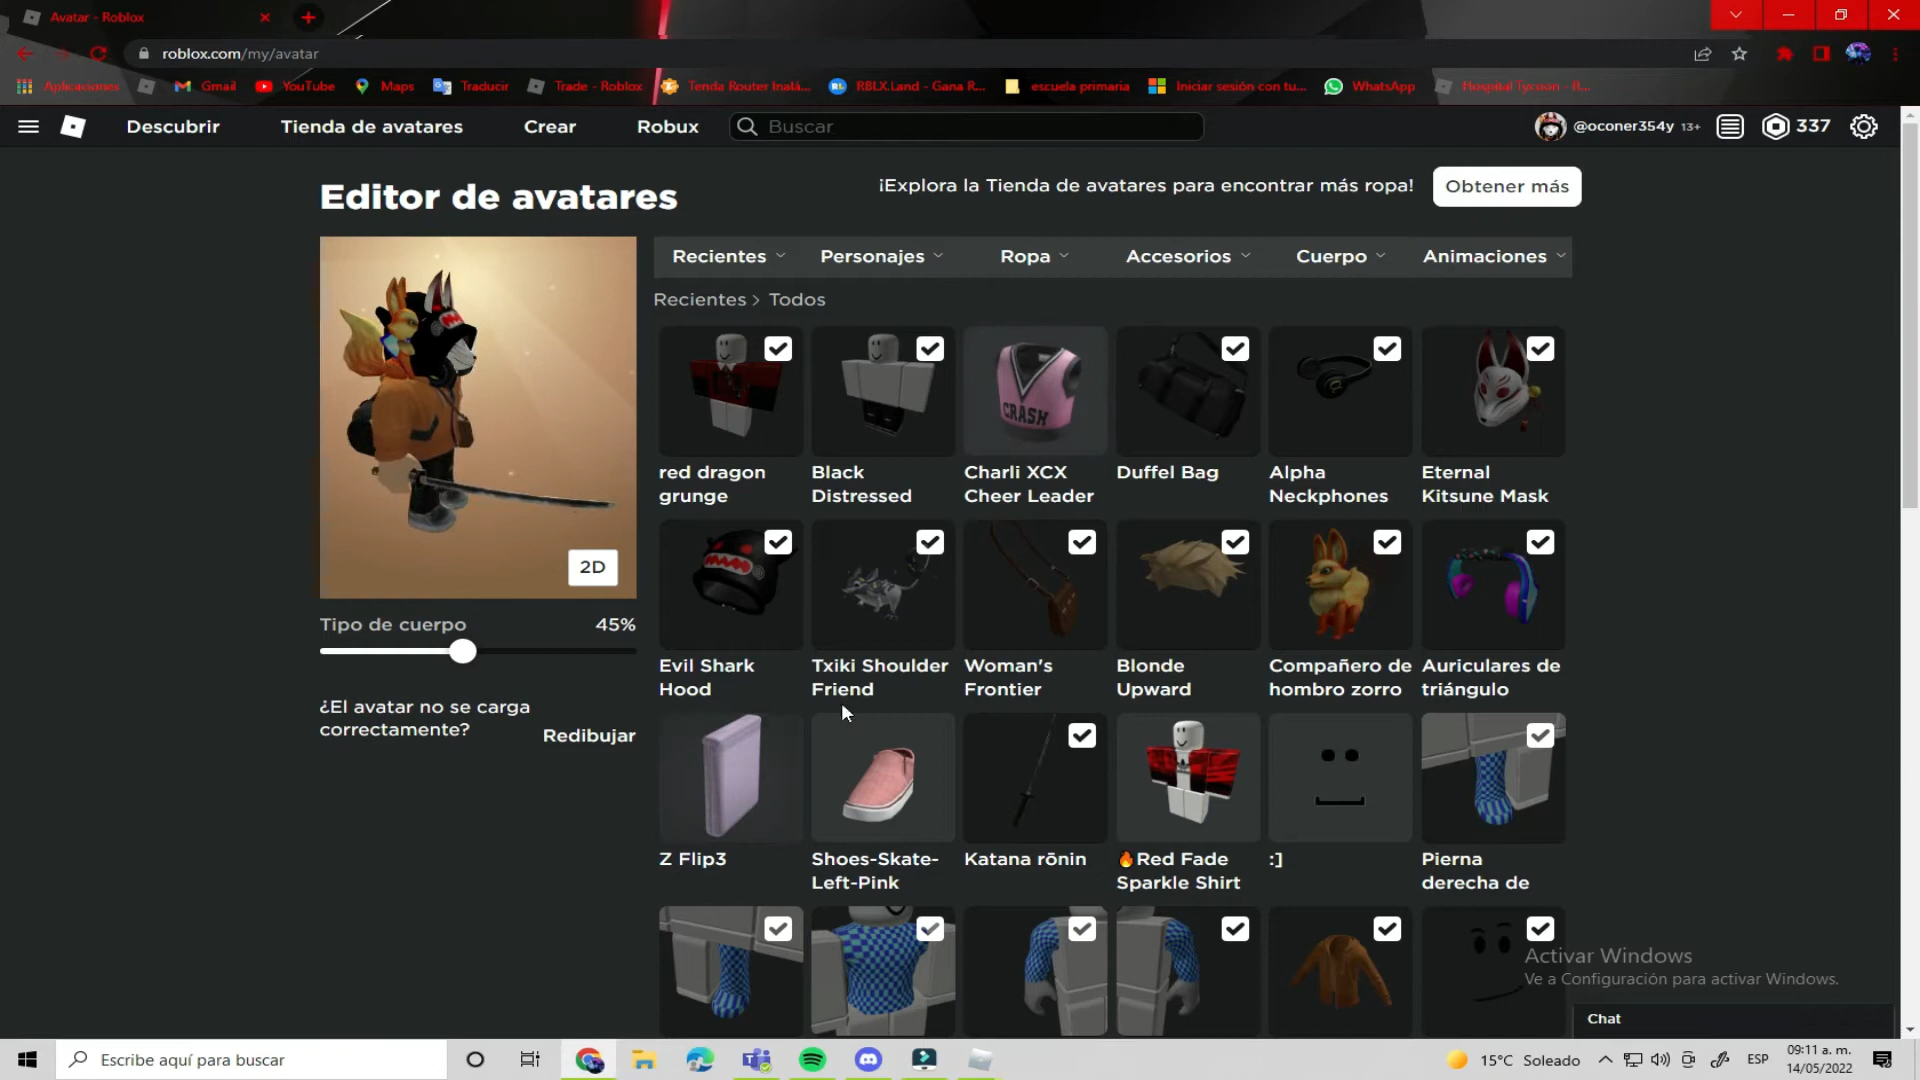 Avatar - Roblox
roblox.com/my/avatar
Aplicaciones
Gmail
YouTube
Maps
Traducir
Trade - Roblox
Tenda Router Inalá...
RBLX.Land - Gana R...
escuela primaria
Iniciar sesión con tu...
WhatsApp
Hospital Tycoon - R...
Descubrir
Tienda de avatares
Crear
Robux
Buscar
@oconer354y 13+
337
Editor de avatares
¡Explora la Tienda de avatares para encontrar más ropa!
Obtener más
Recientes
Personajes
Ropa
Accesorios
Cuerpo
Animaciones
Recientes > Todos
2D
Tipo de cuerpo 45%
¿El avatar no se carga
correctamente?
Redibujar
CRASH
red dragon
grunge
Black
Distressed
Charli XCX
Cheer Leader
Duffel Bag
Alpha
Neckphones
Eternal
Kitsune Mask
Evil Shark
Hood
Txiki Shoulder
Friend
Woman's
Frontier
Blonde
Upward
Compañero de
hombro zorro
Auriculares de
triángulo
Z Flip3
Shoes-Skate-
Left-Pink
Katana rōnin
🔥Red Fade
Sparkle Shirt
:]
Pierna
derecha de
Activar Windows
Ve a Configuración para activar Windows.
Chat
Escribe aquí para buscar
15°C Soleado
ESP
09:11 a. m.
14/05/2022